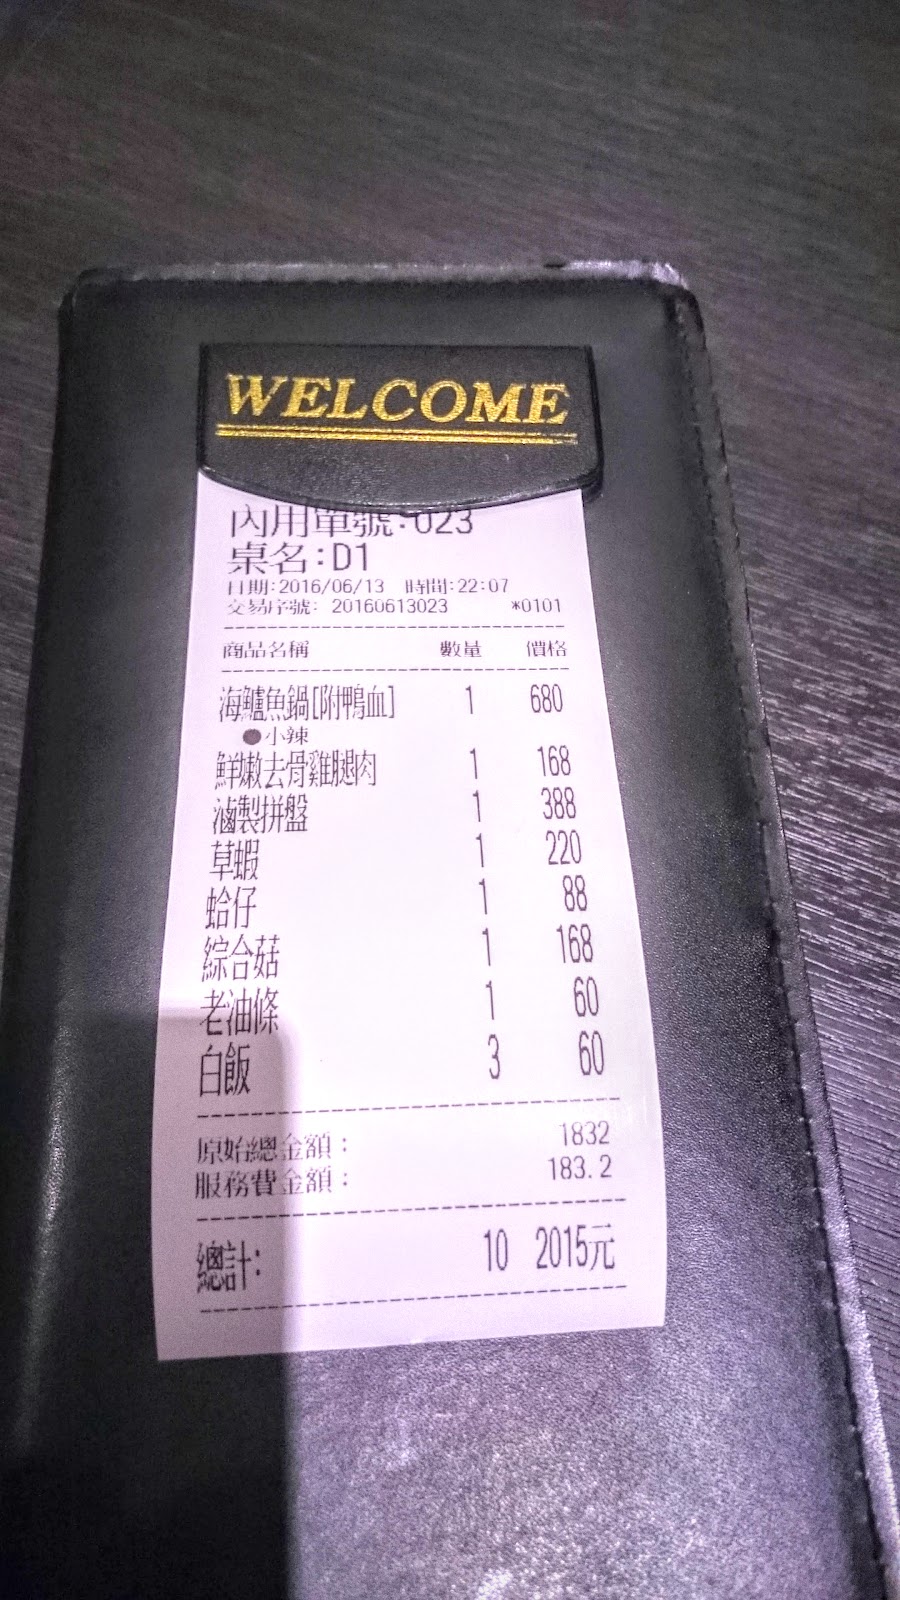 WELCOME
內用單號:023
桌名:D1
日期:2016/06/13 時間:22:07
交易序號: 20160613023 *0101
商品名稱 數量 價格
海鱸魚鍋[附鴨血] 1 680
●小辣
鮮嫩去骨雞腿肉 1 168
滷製拼盤 1 388
草蝦 1 220
蛤仔 1 88
綜合菇 1 168
老油條 1 60
白飯 3 60
原始總金額: 1832
服務費金額: 183.2
總計: 10 2015元